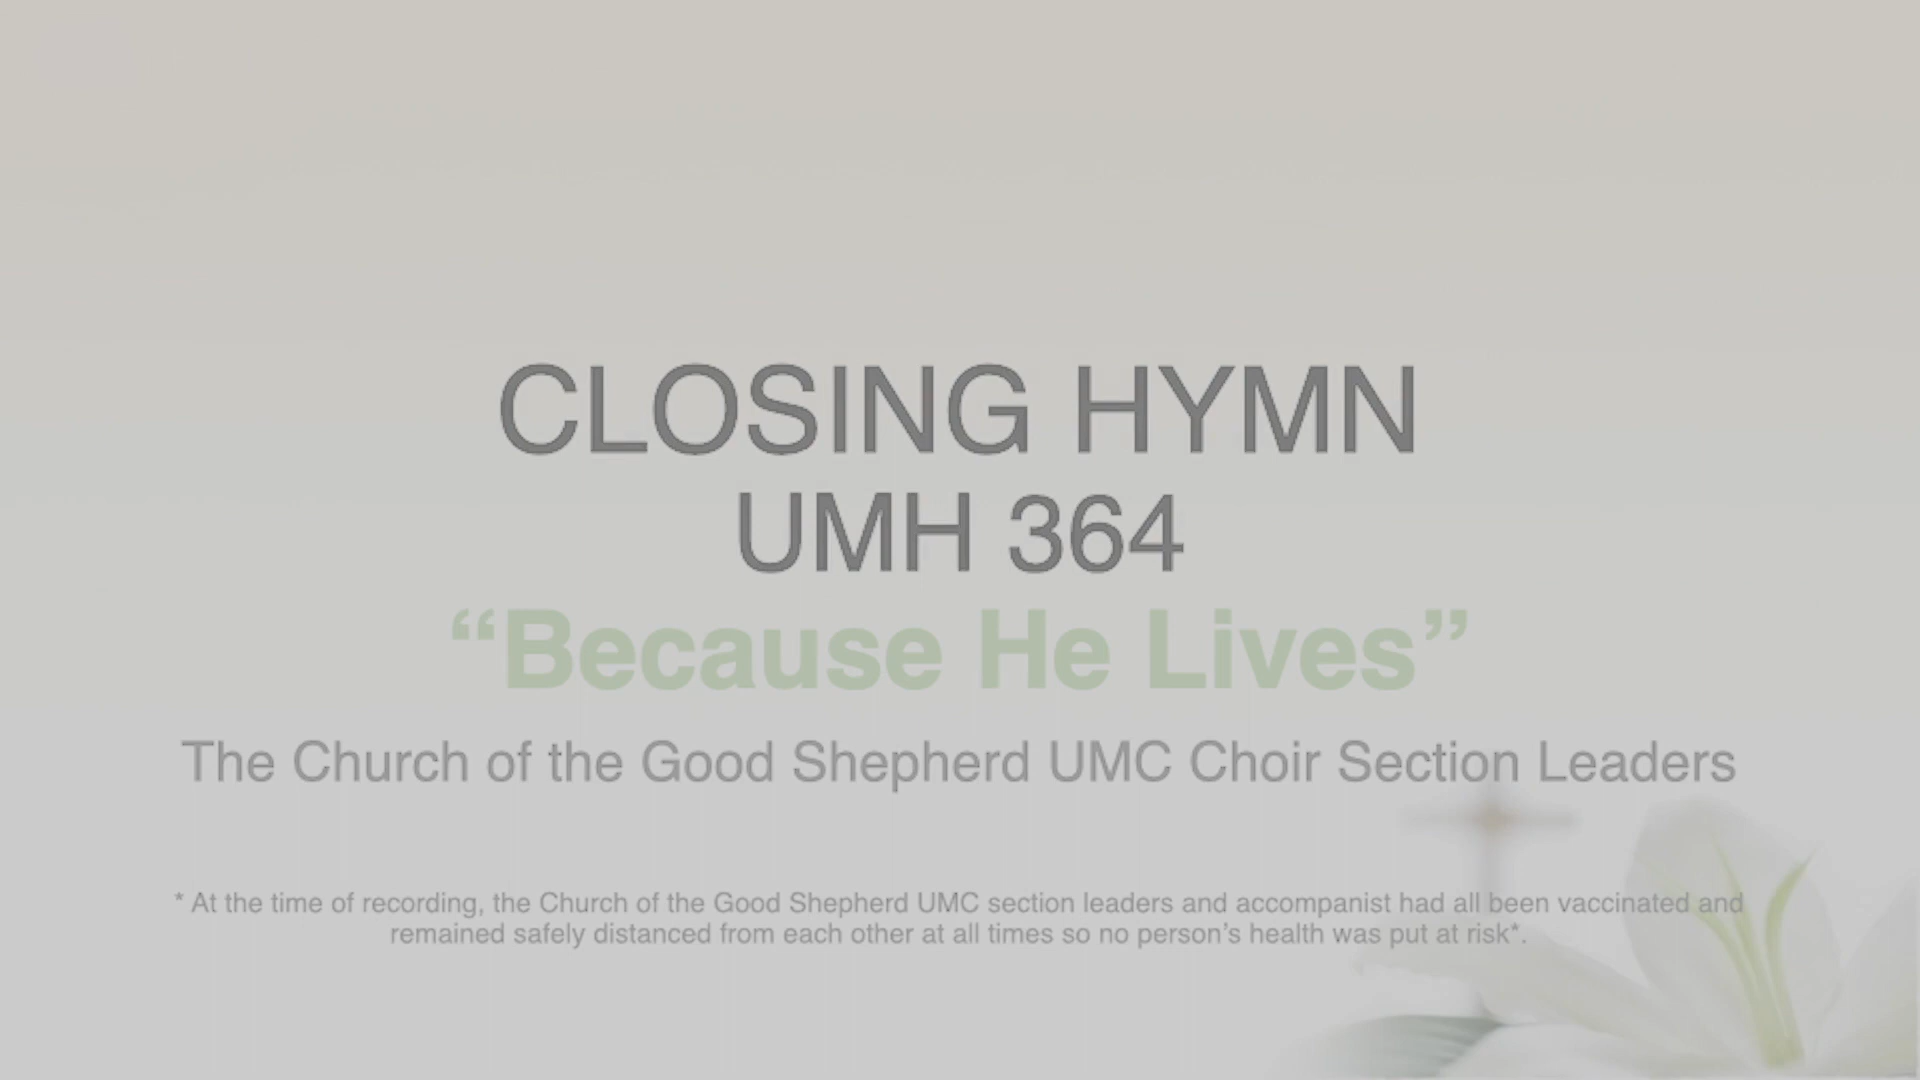 CLOSING HYMN
UMH 364
“Because He Lives”
The Church of the Good Shepherd UMC Choir Section Leaders
* At the time of recording, the Church of the Good Shepherd UMC section leaders and accompanist had all been vaccinated and
remained safely distanced from each other at all times so no person’s health was put at risk*.